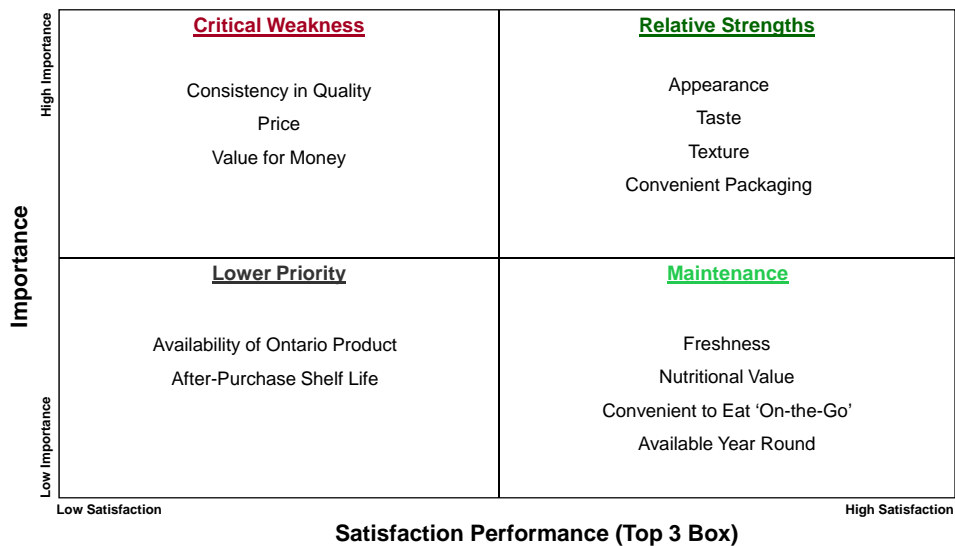 Critical Weakness
Consistency in Quality
Price
Value for Money
Relative Strengths
Appearance
Taste
Texture
Convenient Packaging
Lower Priority
Availability of Ontario Product
After-Purchase Shelf Life
Maintenance
Freshness
Nutritional Value
Convenient to Eat ‘On-the-Go’
Available Year Round
High Importance
Importance
Low Importance
Low Satisfaction
High Satisfaction
Satisfaction Performance (Top 3 Box)